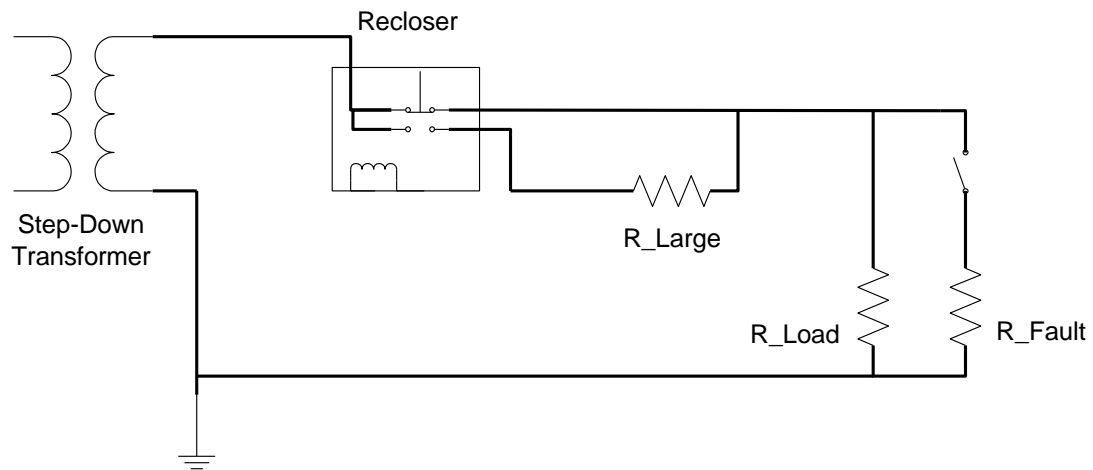 Recloser
Step-Down
Transformer
R_Large
R_Load
R_Fault